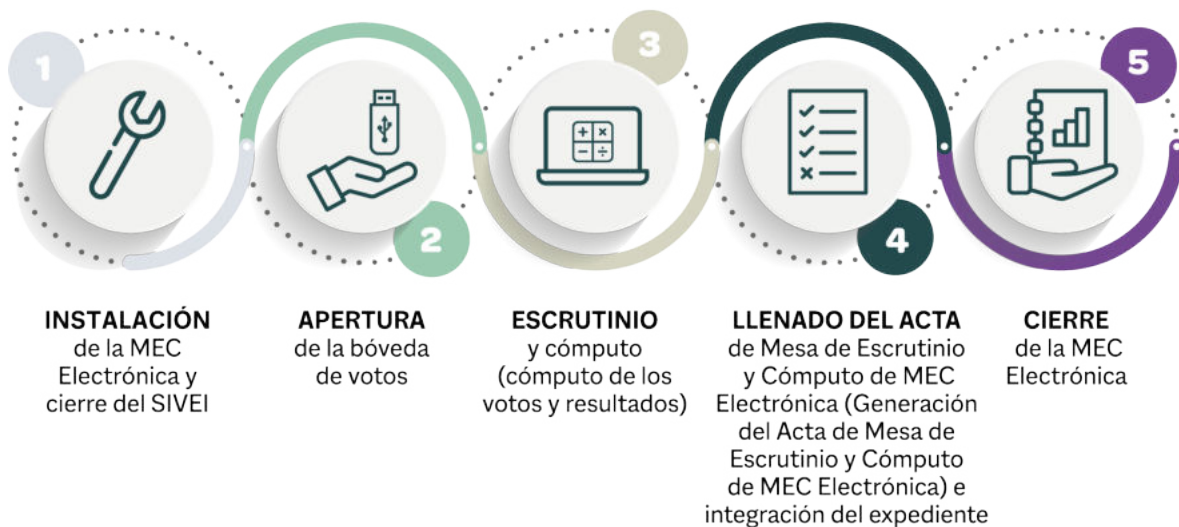 1
INSTALACIÓN
de la MEC
Electrónica y
cierre del SIVEI
2
APERTURA
de la bóveda
de votos
3
ESCRUTINIO
y cómputo
(cómputo de los
votos y resultados)
4
LLENADO DEL ACTA
de Mesa de Escrutinio
y Cómputo de MEC
Electrónica (Generación
del Acta de Mesa de
Escrutinio y Cómputo
de MEC Electrónica) e
integración del expediente
5
CIERRE
de la MEC
Electrónica